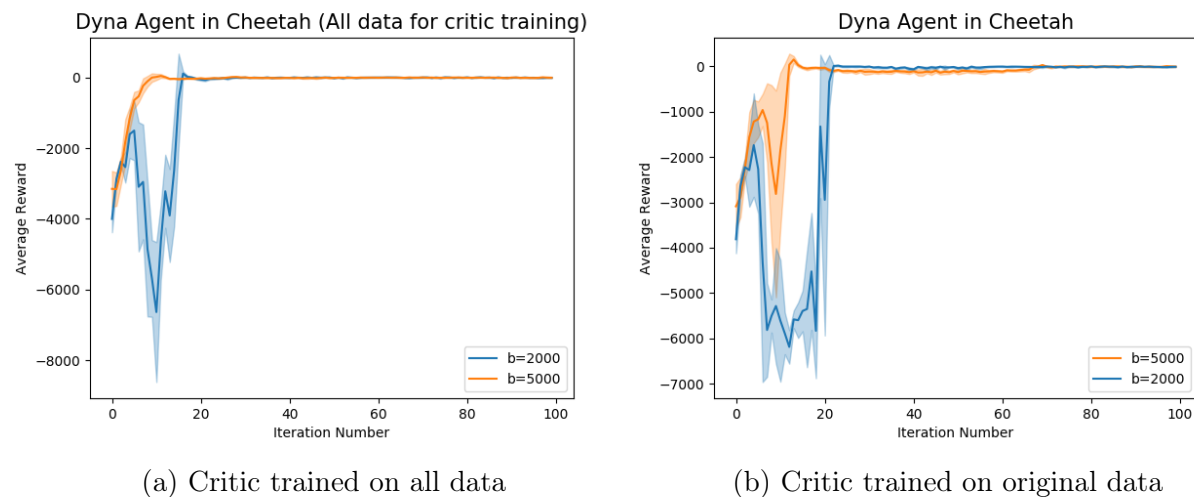 Dyna Agent in Cheetah (All data for critic training)
0
−2000
−4000
−6000
−8000
Average Reward
0
20
40
60
80
100
Iteration Number
b=2000
b=5000
(a) Critic trained on all data
Dyna Agent in Cheetah
0
−1000
−2000
−3000
−4000
−5000
−6000
−7000
Average Reward
0
20
40
60
80
100
Iteration Number
b=5000
b=2000
(b) Critic trained on original data